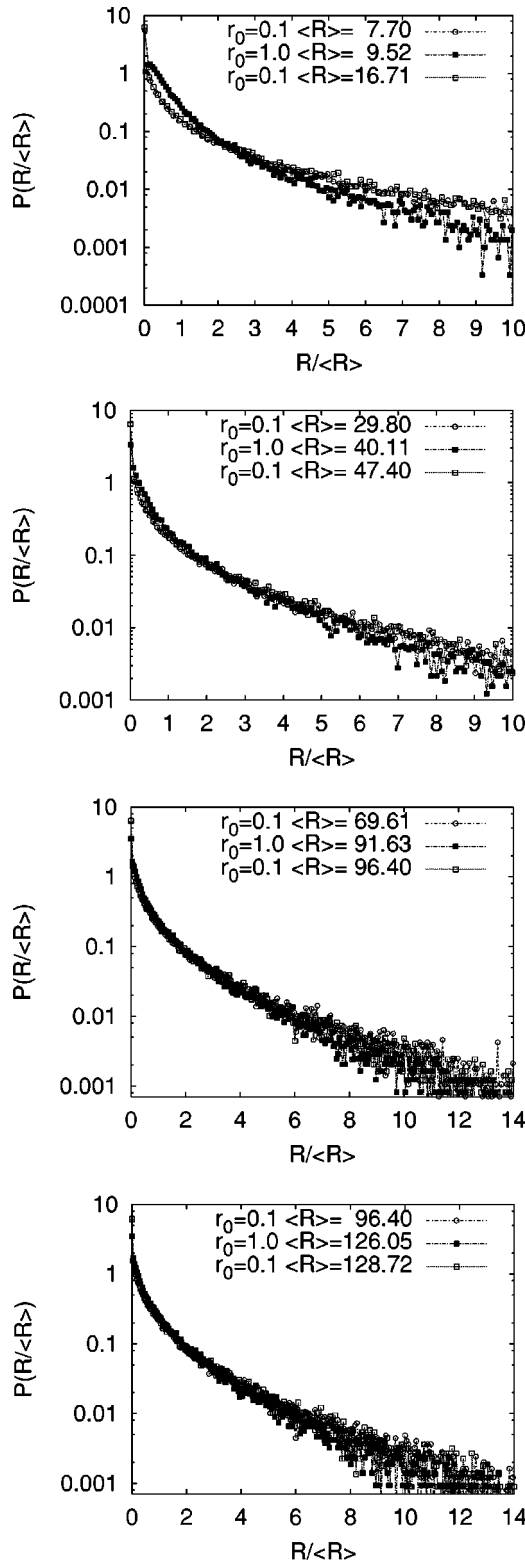 10
1
0.1
0.01
0.001
0.0001
P(R/<R>)
r0=0.1 <R>= 7.70
r0=1.0 <R>= 9.52
r0=0.1 <R>=16.71
0 1 2 3 4 5 6 7 8 9 10
R/<R>
10
1
0.1
0.01
0.001
P(R/<R>)
r0=0.1 <R>= 29.80
r0=1.0 <R>= 40.11
r0=0.1 <R>= 47.40
0 1 2 3 4 5 6 7 8 9 10
R/<R>
10
1
0.1
0.01
0.001
P(R/<R>)
r0=0.1 <R>= 69.61
r0=1.0 <R>= 91.63
r0=0.1 <R>= 96.40
0 2 4 6 8 10 12 14
R/<R>
10
1
0.1
0.01
0.001
P(R/<R>)
r0=0.1 <R>= 96.40
r0=1.0 <R>=126.05
r0=0.1 <R>=128.72
0 2 4 6 8 10 12 14
R/<R>